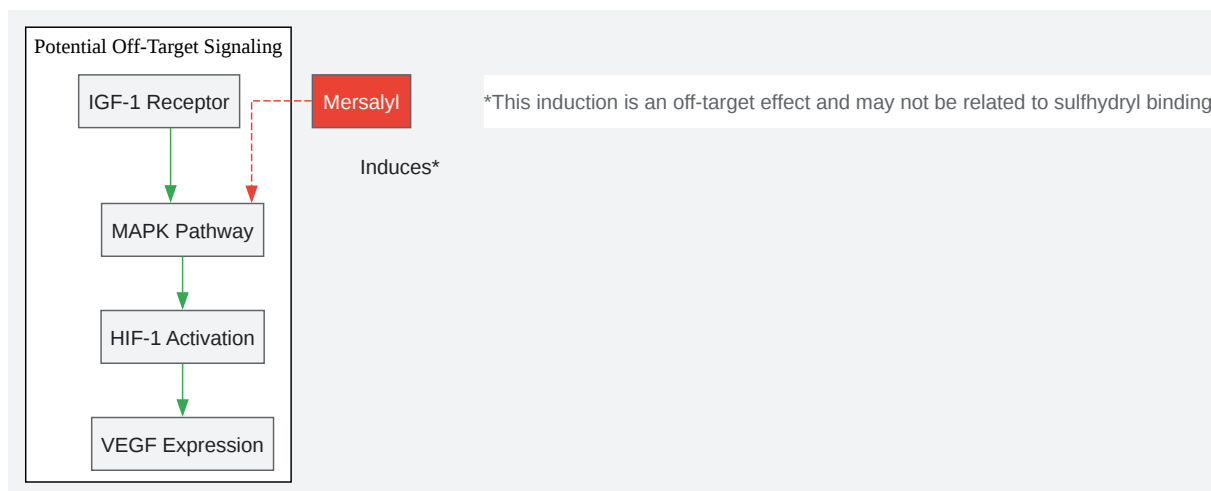 Potential Off-Target Signaling
IGF-1 Receptor
Mersalyl
*This induction is an off-target effect and may not be related to sulfhydryl binding
Induces*
MAPK Pathway
HIF-1 Activation
VEGF Expression